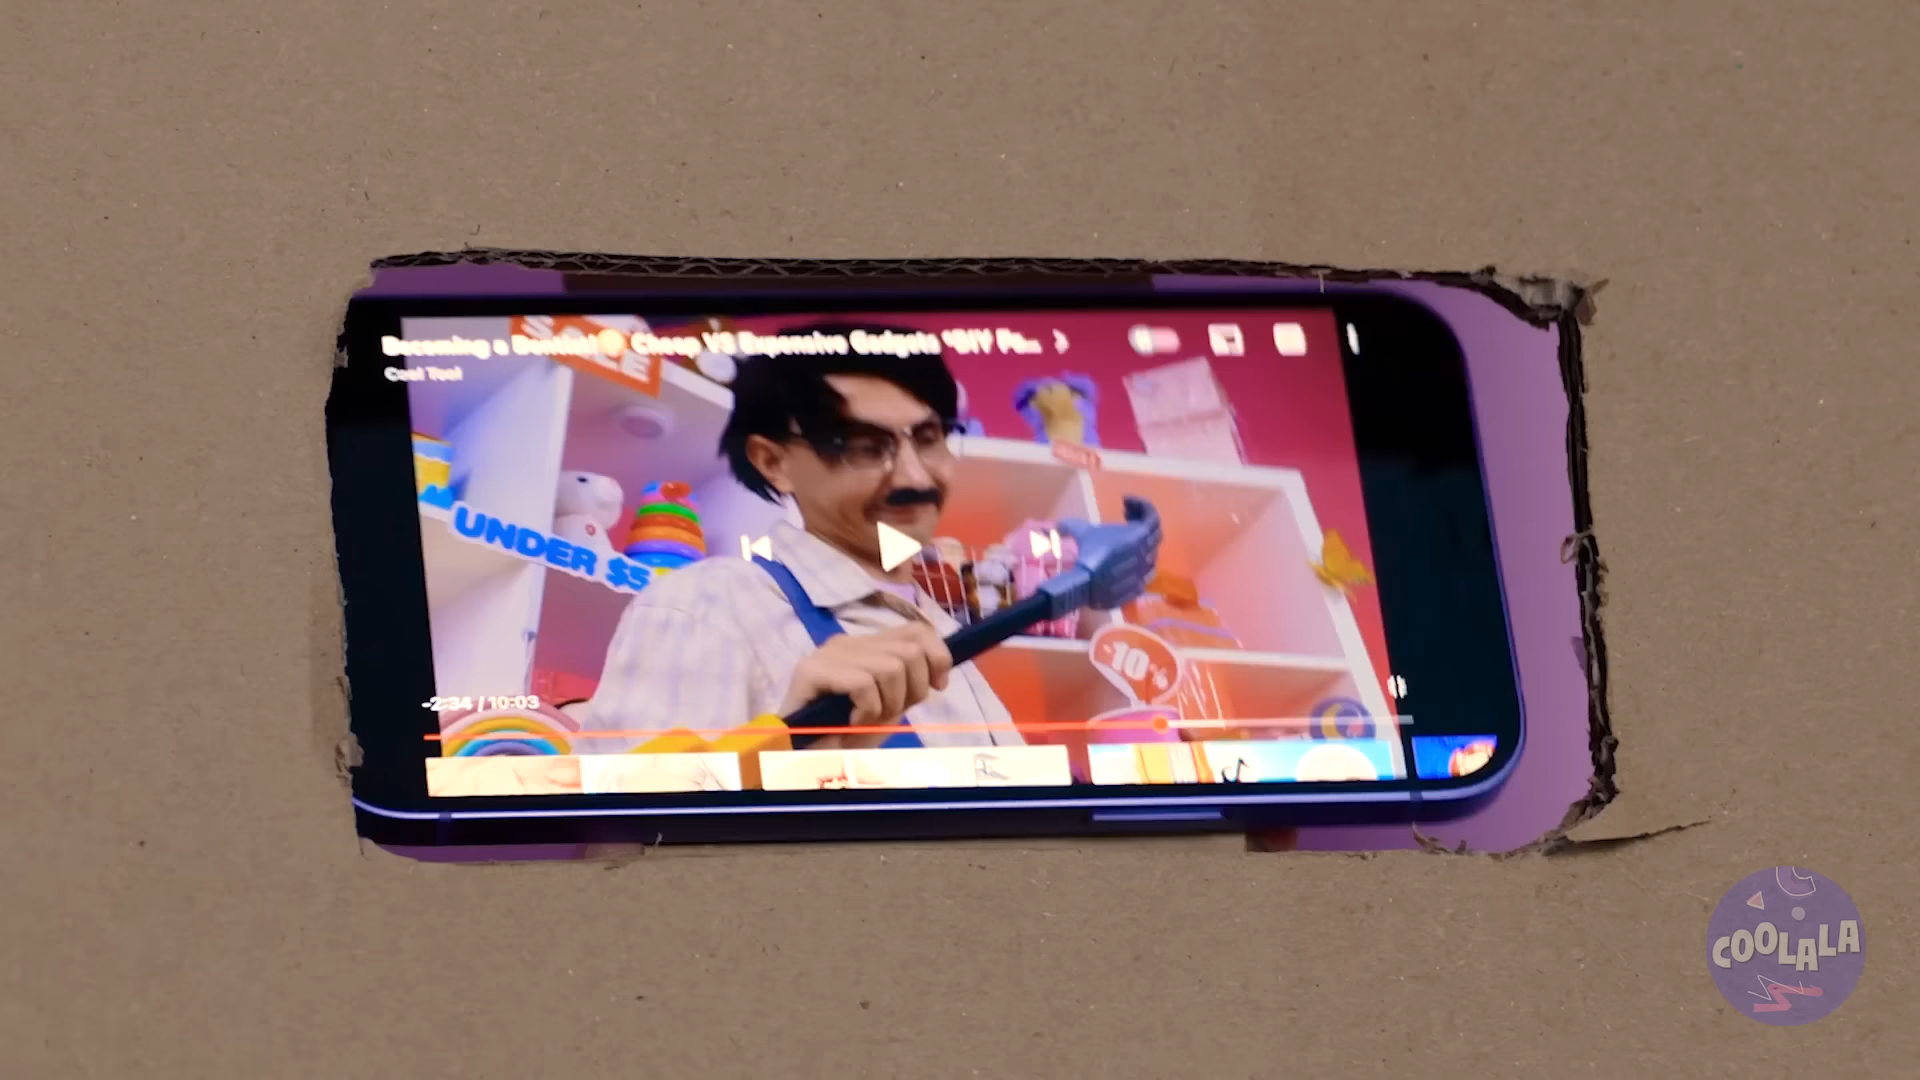 SALE
Becoming a Dentist Cheap VS Expensive Gadgets *DIY Pa...
Cool Tool
UNDER $5
-10%
-2:34 / 10:03
COOLALA